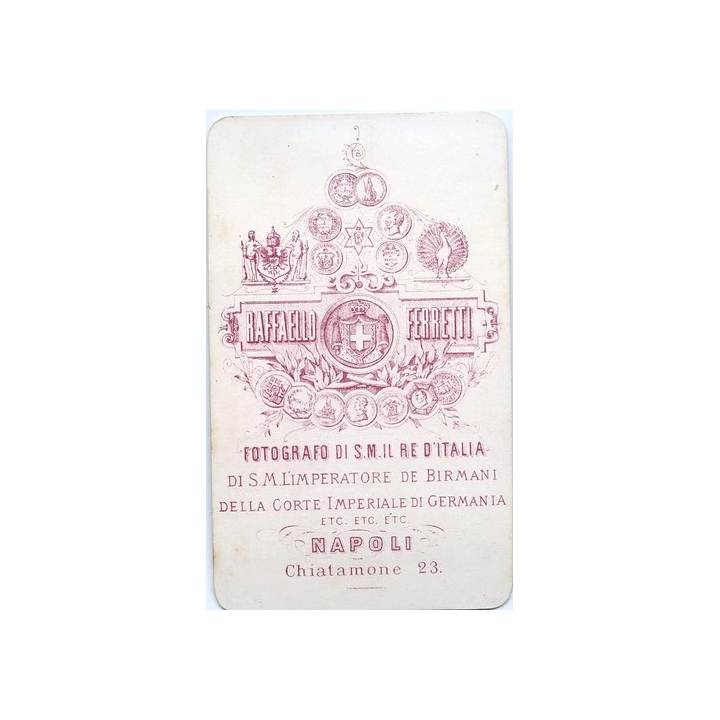 RAFFAELLO FERRETTI
FOTOGRAFO DI S.M. IL RE D'ITALIA
DI S.M. L'IMPERATORE DE BIRMANI
DELLA CORTE IMPERIALE DI GERMANIA
ETC. ETC. ETC.
NAPOLI
Chiatamone 23.